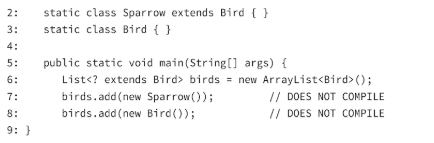 2:    static class Sparrow extends Bird { }
3:    static class Bird { }
4:
5:    public static void main(String[] args) {
6:       List<? extends Bird> birds = new ArrayList<Bird>();
7:       birds.add(new Sparrow());        // DOES NOT COMPILE
8:       birds.add(new Bird());           // DOES NOT COMPILE
9: }